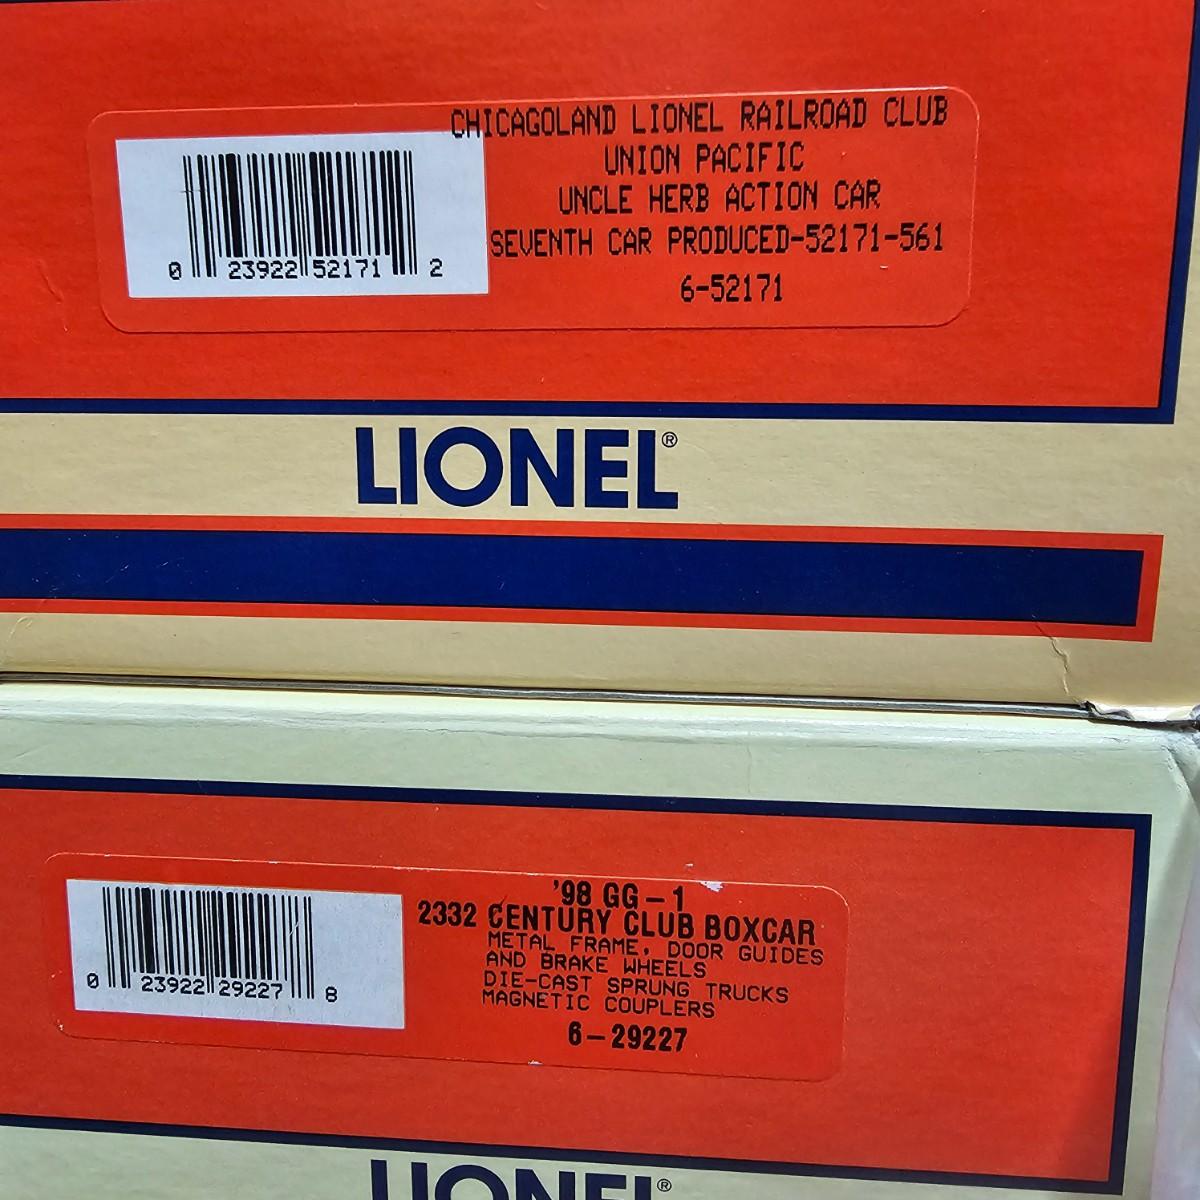 CHICAGOLAND LIONEL RAILROAD CLUB
UNION PACIFIC
UNCLE HERB ACTION CAR
SEVENTH CAR PRODUCED-52171-561
6-52171
0 23922 52171 2
LIONEL®
'98 GG-1
2332 CENTURY CLUB BOXCAR
METAL FRAME, DOOR GUIDES
AND BRAKE WHEELS
DIE-CAST SPRUNG TRUCKS
MAGNETIC COUPLERS
6-29227
0 23922 29227 8
LIONEL®